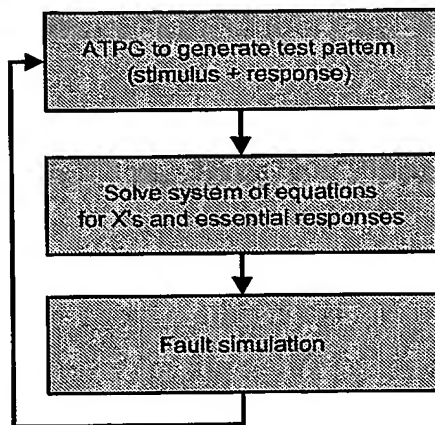 ATPG to generate test pattern
(stimulus + response)
Solve system of equations
for X's and essential responses
Fault simulation